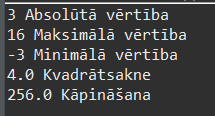 3 Absolūtā vērtība
16 Maksimālā vērtība
-3 Minimālā vērtība
4.0 Kvadrātsakne
256.0 Kāpināšana